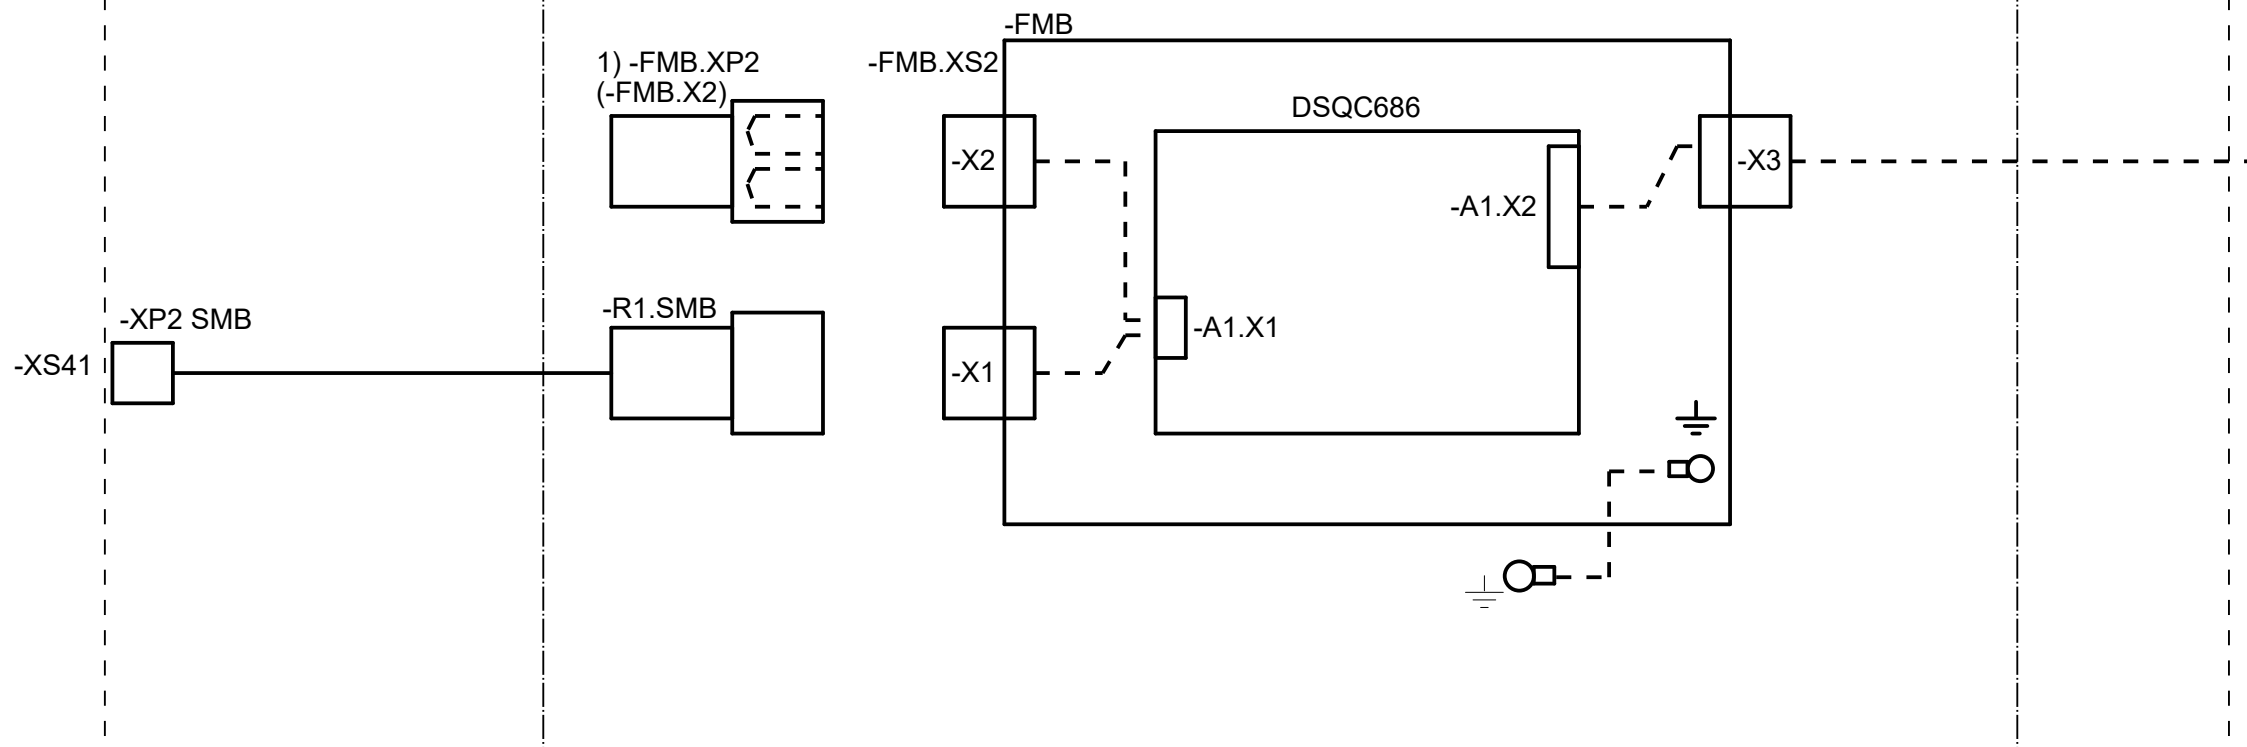 -FMB
1) -FMB.XP2
(-FMB.X2)
-FMB.XS2
DSQC686
-X2
-X3
-A1.X2
-R1.SMB
-XP2 SMB
-A1.X1
-XS41
-X1